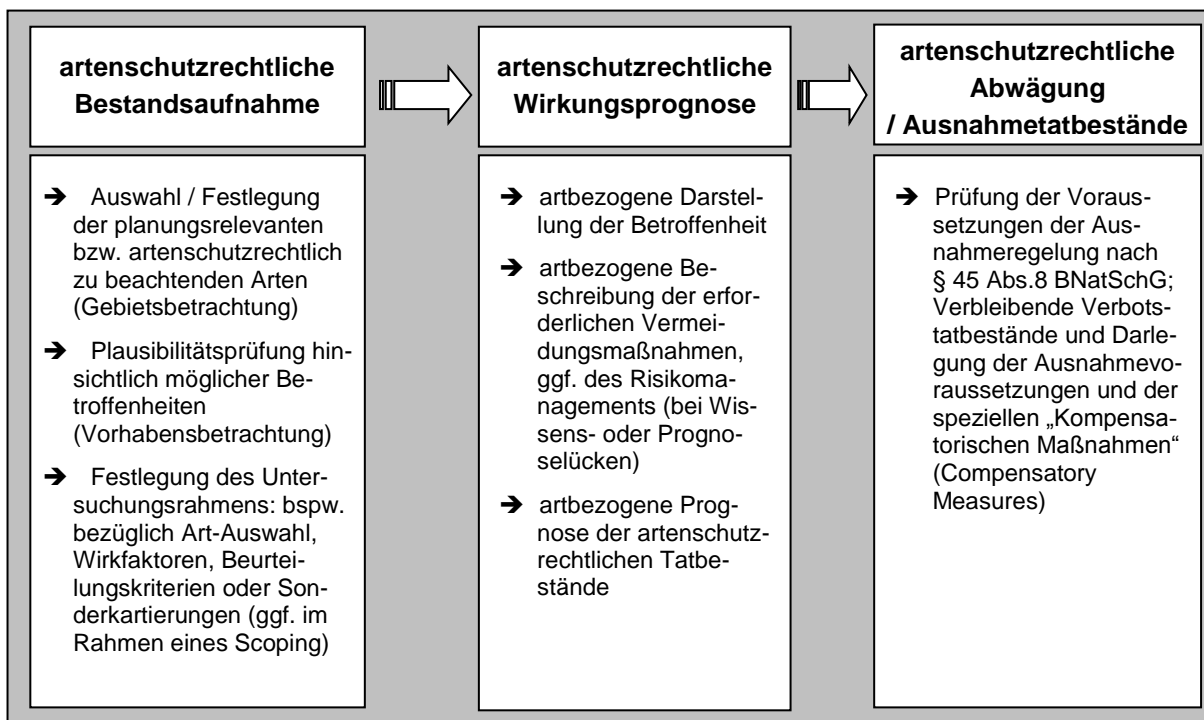 artenschutzrechtliche
Bestandsaufnahme
➔ Auswahl / Festlegung
der planungsrelevanten
bzw. artenschutzrechtlich
zu beachtenden Arten
(Gebietsbetrachtung)
➔ Plausibilitätsprüfung hin-
sichtlich möglicher Be-
troffenheiten
(Vorhabensbetrachtung)
➔ Festlegung des Unter-
suchungsrahmens: bspw.
bezüglich Art-Auswahl,
Wirkfaktoren, Beurtei-
lungskriterien oder Son-
derkartierungen (ggf. im
Rahmen eines Scoping)
artenschutzrechtliche
Wirkungsprognose
➔ artbezogene Darstel-
lung der Betroffenheit
➔ artbezogene Be-
schreibung der erfor-
derlichen Vermei-
dungsmaßnahmen,
ggf. des Risikoma-
nagements (bei Wis-
sens- oder Progno-
selücken)
➔ artbezogene Prog-
nose der artenschutz-
rechtlichen Tatbe-
stände
artenschutzrechtliche
Abwägung
/ Ausnahmetatbestände
➔ Prüfung der Voraus-
setzungen der Aus-
nahmeregelung nach
§ 45 Abs.8 BNatSchG;
Verbleibende Verbots-
tatbestände und Darle-
gung der Ausnahmevo-
raussetzungen und der
speziellen „Kompensa-
torischen Maßnahmen“
(Compensatory
Measures)